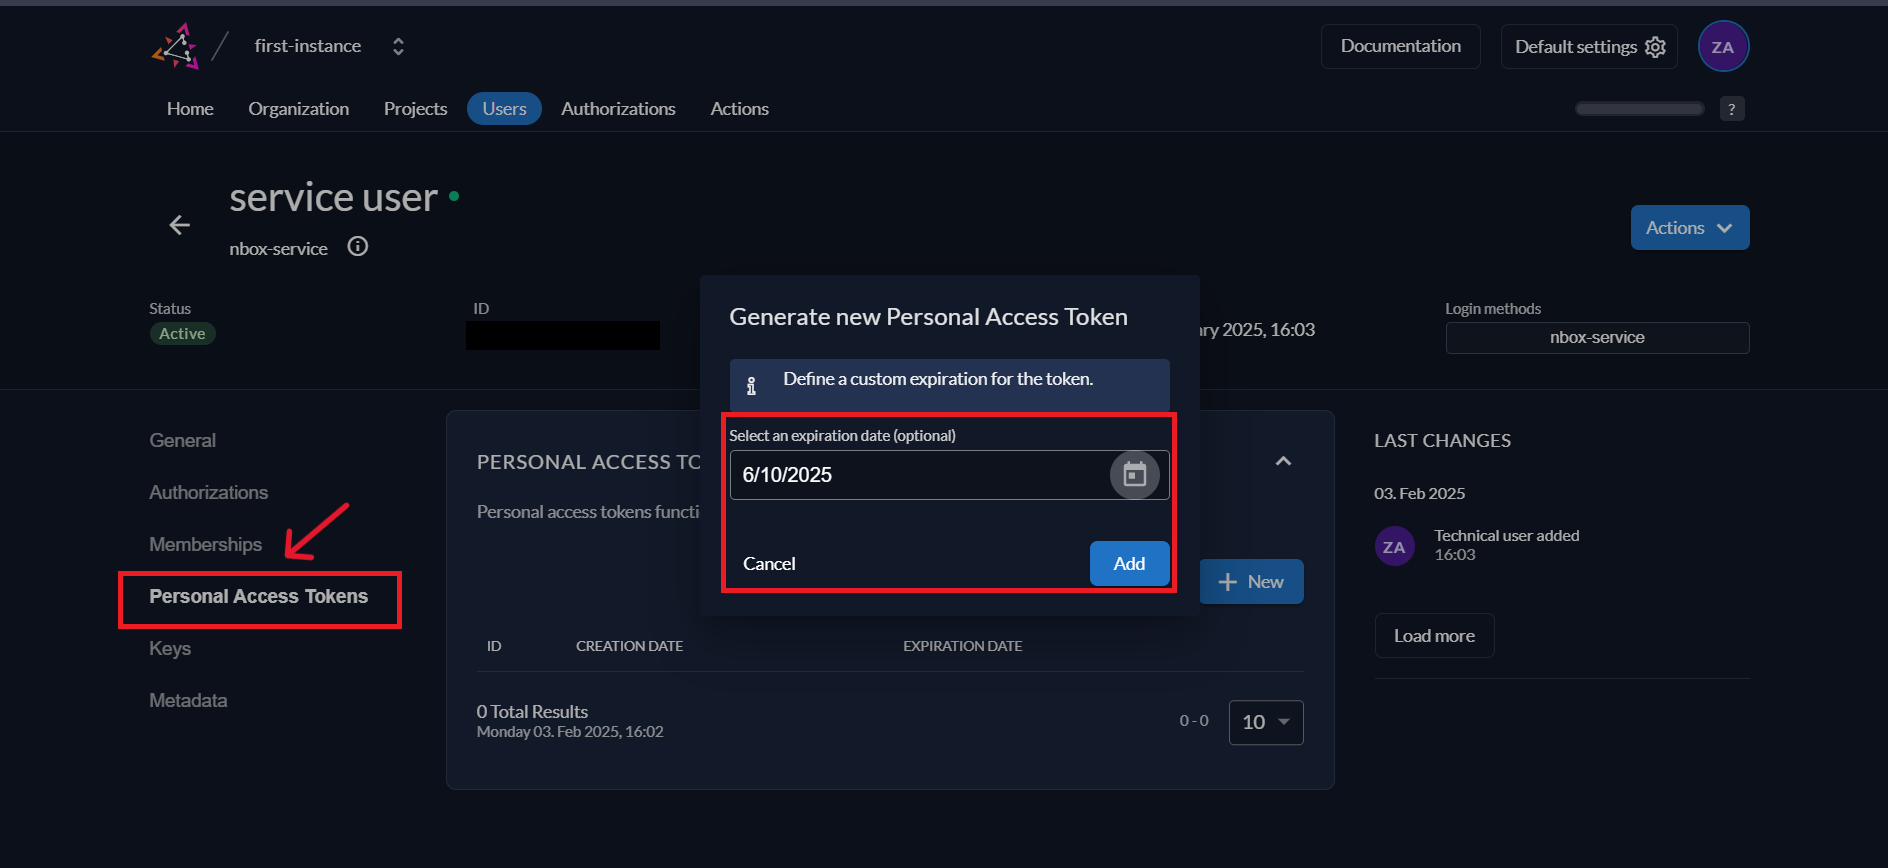 first-instance
Documentation
Default settings
ZA
Home
Organization
Projects
Users
Authorizations
Actions
?
service user
nbox-service
Actions
Status
Active
ID
2025, 16:03
Login methods
nbox-service
Generate new Personal Access Token
Define a custom expiration for the token.
Select an expiration date (optional)
6/10/2025
Cancel
Add
General
Authorizations
Memberships
Personal Access Tokens
Keys
Metadata
PERSONAL ACCESS
Personal access tokens
New
ID
CREATION DATE
EXPIRATION DATE
0 Total Results
Monday 03. Feb 2025, 16:02
0 - 0
10
LAST CHANGES
03. Feb 2025
ZA
Technical user added
16:03
Load more